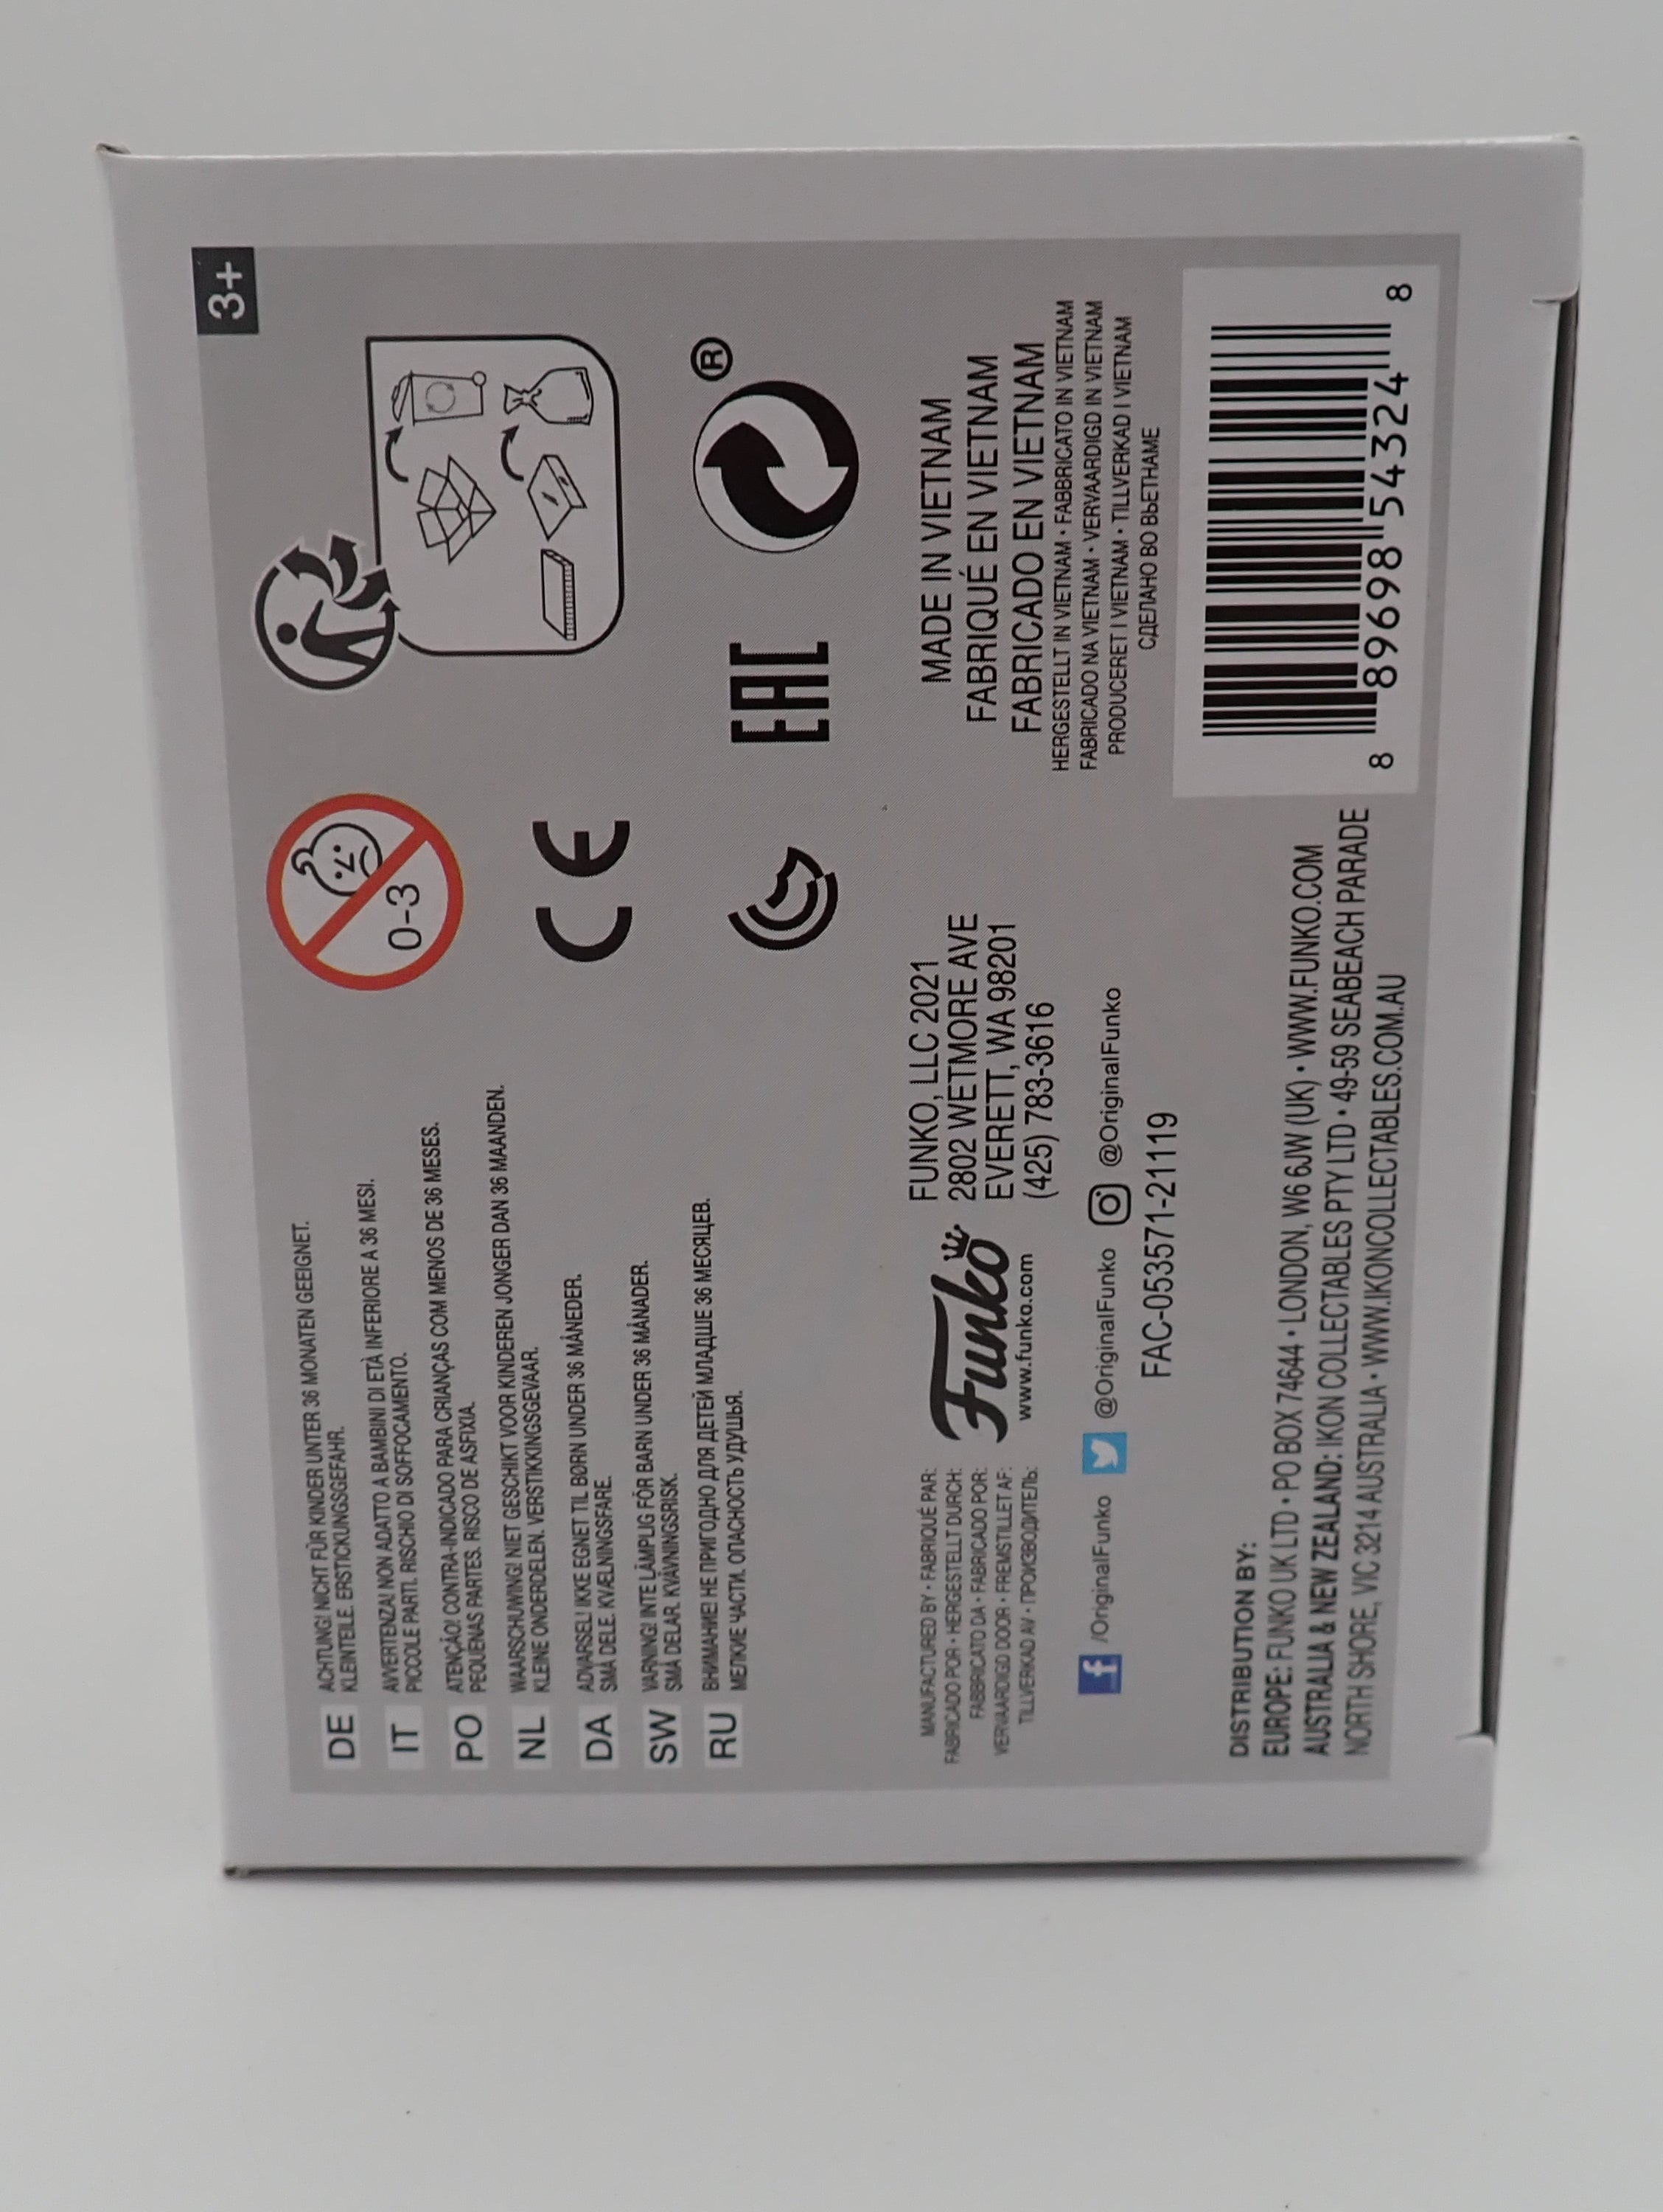 3+
DE
ACHTUNG! NICHT FÜR KINDER UNTER 36 MONATEN GEEIGNET.
KLEINTEILE. ERSTICKUNGSGEFAHR.
IT
AVVERTENZA! NON ADATTO A BAMBINI DI ETÀ INFERIORE A 36 MESI.
PICCOLE PARTI. RISCHIO DI SOFFOCAMENTO.
PO
ATENÇÃO! CONTRA-INDICADO PARA CRIANÇAS COM MENOS DE 36 MESES.
PEQUENAS PARTES. RISCO DE ASFIXIA.
NL
WAARSCHUWING! NIET GESCHIKT VOOR KINDEREN JONGER DAN 36 MAANDEN.
KLEINE ONDERDELEN. VERSTIKKINGSGEVAAR.
DA
ADVARSEL! IKKE EGNET TIL BØRN UNDER 36 MÅNEDER.
SMÅ DELE. KVÆLNINGSFARE.
SW
VARNING! INTE LÄMPLIG FÖR BARN UNDER 36 MÅNADER.
SMÅ DELAR. KVÄVNINGSRISK.
RU
ВНИМАНИЕ! НЕ ПРИГОДНО ДЛЯ ДЕТЕЙ МЛАДШЕ 36 МЕСЯЦЕВ.
МЕЛКИЕ ЧАСТИ. ОПАСНОСТЬ УДУШЬЯ.
0-3
CE
EAC
®
MANUFACTURED BY • FABRIQUÉ PAR:
FABRICADO POR • HERGESTELLT DURCH:
FABBRICATO DA • FABRICADO POR:
VERVAARDIGD DOOR • FREMSTILLET AF:
TILLVERKAD AV • ПРОИЗВОДИТЕЛЬ:
Funko
www.funko.com
FUNKO, LLC 2021
2802 WETMORE AVE
EVERETT, WA 98201
(425) 783-3616
/OriginalFunko @OriginalFunko @OriginalFunko
FAC-053571-21119
MADE IN VIETNAM
FABRIQUÉ EN VIETNAM
FABRICADO EN VIETNAM
HERGESTELLT IN VIETNAM • FABBRICATO IN VIETNAM
FABRICADO NA VIETNAM • VERVAARDIGD IN VIETNAM
PRODUCERET I VIETNAM • TILLVERKAD I VIETNAM
СДЕЛАНО ВО ВЬЕТНАМЕ
DISTRIBUTION BY:
EUROPE: FUNKO UK LTD • PO BOX 74644 • LONDON, W6 6JW (UK) • WWW.FUNKO.COM
AUSTRALIA & NEW ZEALAND: IKON COLLECTABLES PTY LTD • 49-59 SEABEACH PARADE
NORTH SHORE, VIC 3214 AUSTRALIA • WWW.IKONCOLLECTABLES.COM.AU
8 89698 54324 8